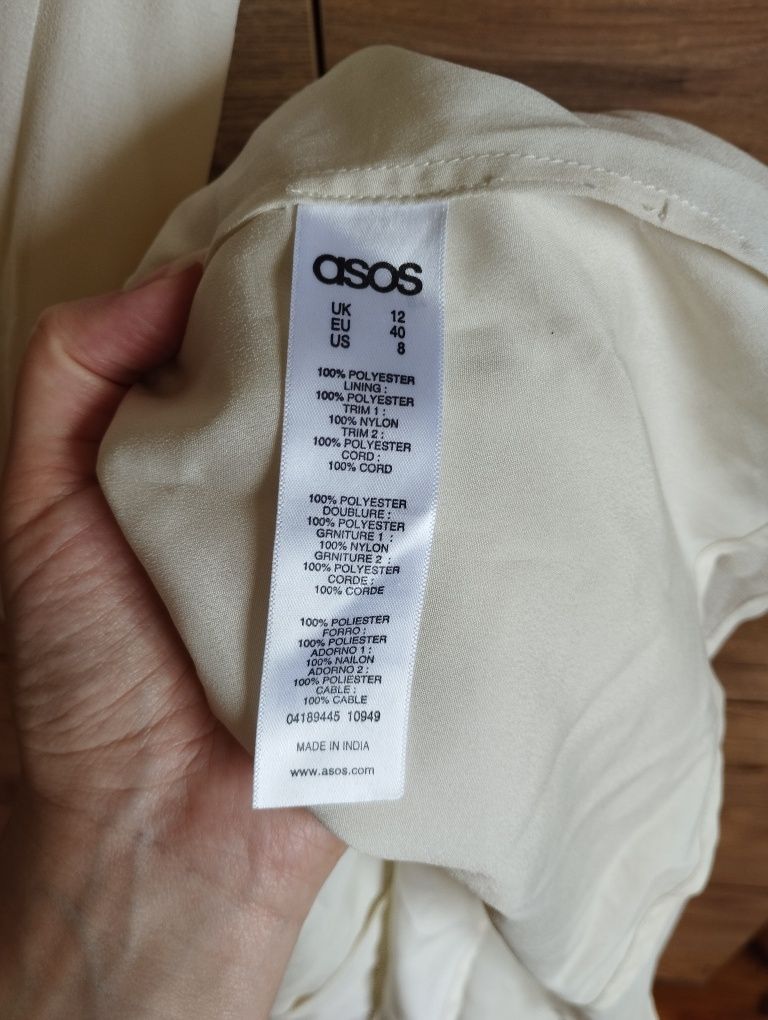 asos
UK 12
EU 40
US 8
100% POLYESTER
LINING :
100% POLYESTER
TRIM 1 :
100% NYLON
TRIM 2 :
100% POLYESTER
CORD :
100% CORD
100% POLYESTER
DOUBLURE :
100% POLYESTER
GRNITURE 1 :
100% NYLON
GRNITURE 2 :
100% POLYESTER
CORDE :
100% CORDE
100% POLIESTER
FORRO :
100% POLIESTER
ADORNO 1 :
100% NAILON
ADORNO 2 :
100% POLIESTER
CABLE :
100% CABLE
04189445 10949
MADE IN INDIA
www.asos.com